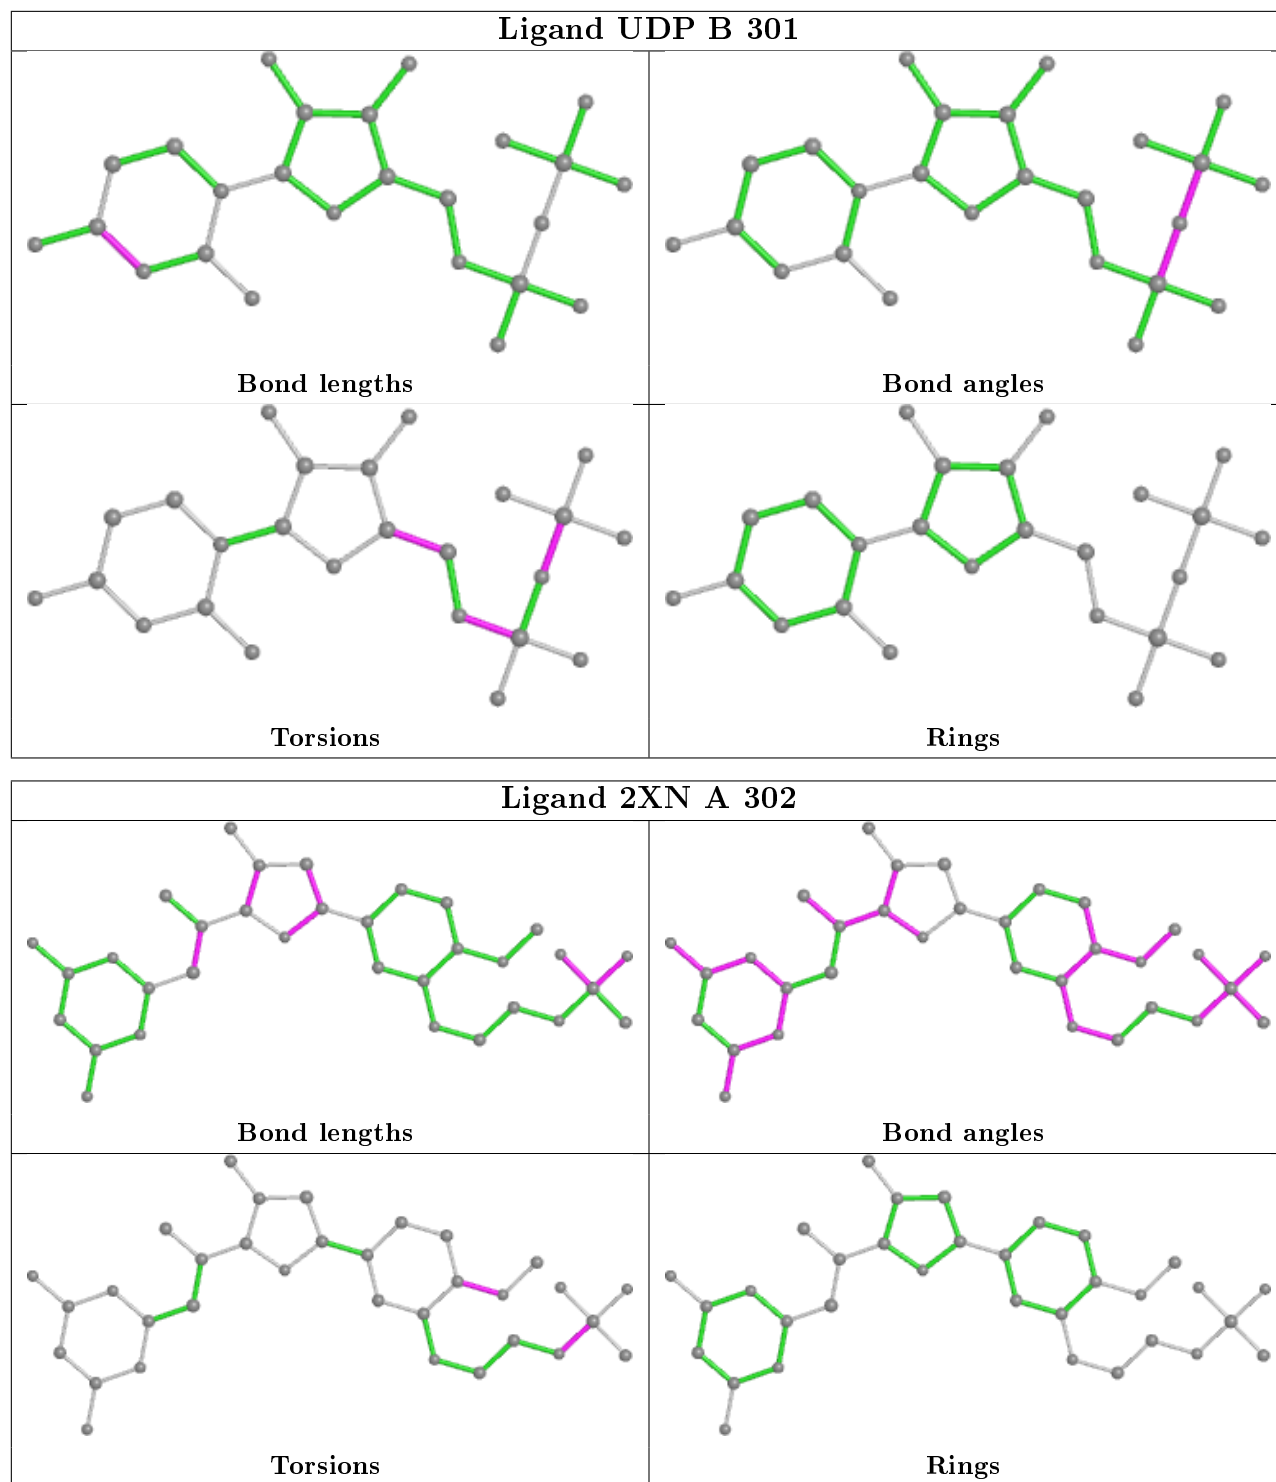 Ligand UDP B 301
Bond lengths
Bond angles
Torsions
Rings
Ligand 2XN A 302
Bond lengths
Bond angles
Torsions
Rings